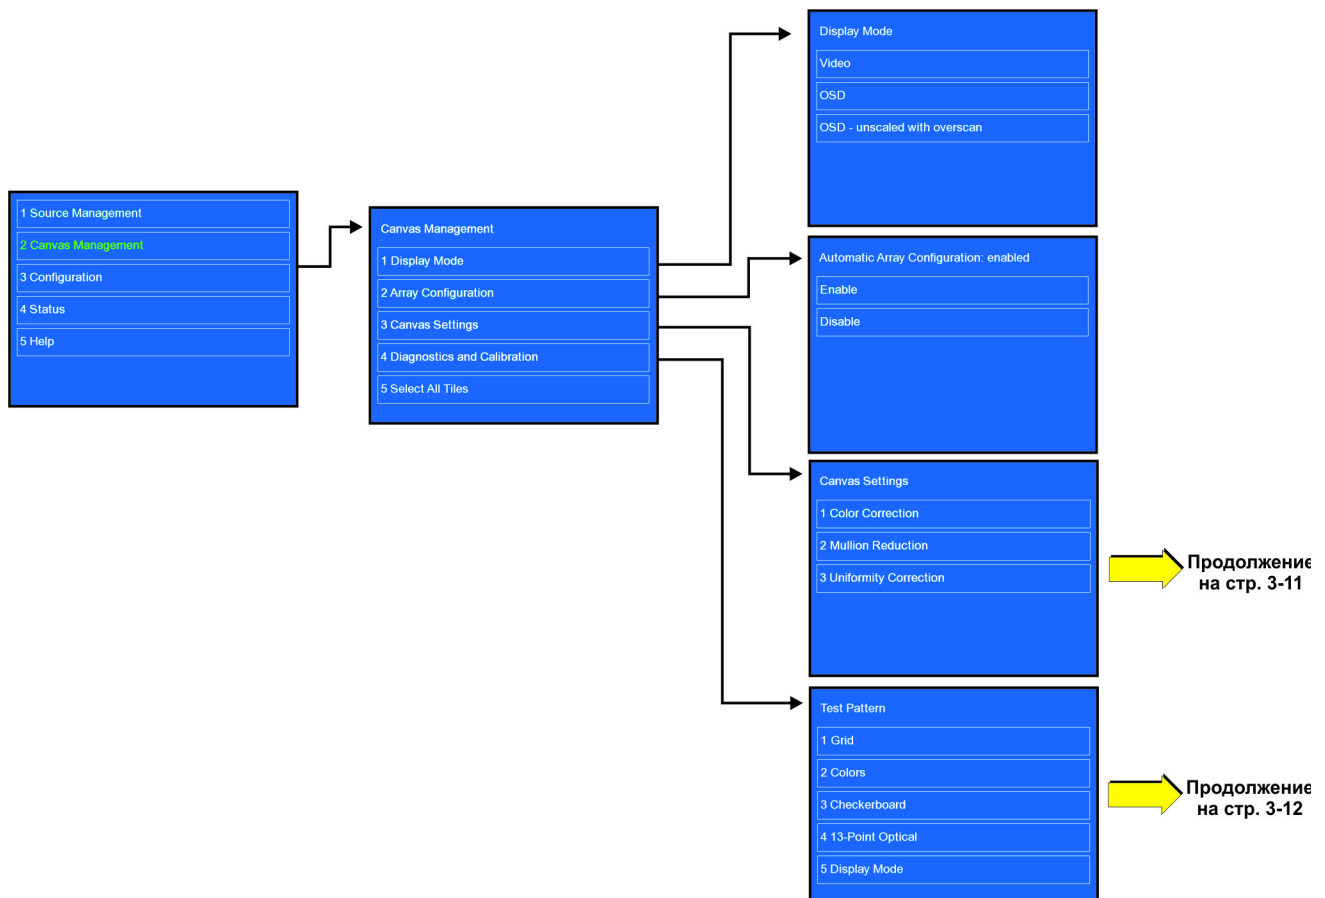 1 Source Management
2 Canvas Management
3 Configuration
4 Status
5 Help
Canvas Management
1 Display Mode
2 Array Configuration
3 Canvas Settings
4 Diagnostics and Calibration
5 Select All Tiles
Display Mode
Video
OSD
OSD - unscaled with overscan
Automatic Array Configuration: enabled
Enable
Disable
Canvas Settings
1 Color Correction
2 Mullion Reduction
3 Uniformity Correction
Продолжение
на стр. 3-11
Test Pattern
1 Grid
2 Colors
3 Checkerboard
4 13-Point Optical
5 Display Mode
Продолжение
на стр. 3-12